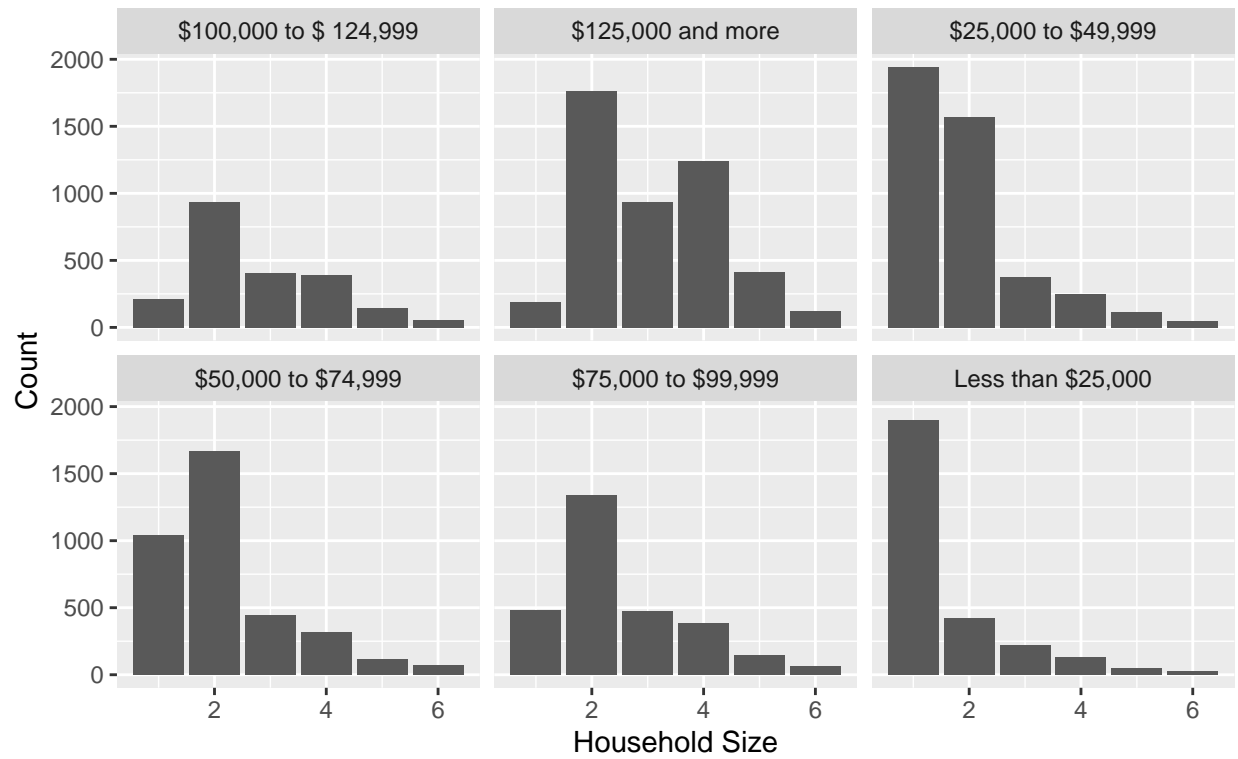 $100,000 to $ 124,999
$125,000 and more
$25,000 to $49,999
2000
1500
1000
500
0
$50,000 to $74,999
$75,000 to $99,999
Less than $25,000
2000
1500
1000
500
0
Count
2 4 6
2 4 6
2 4 6
Household Size